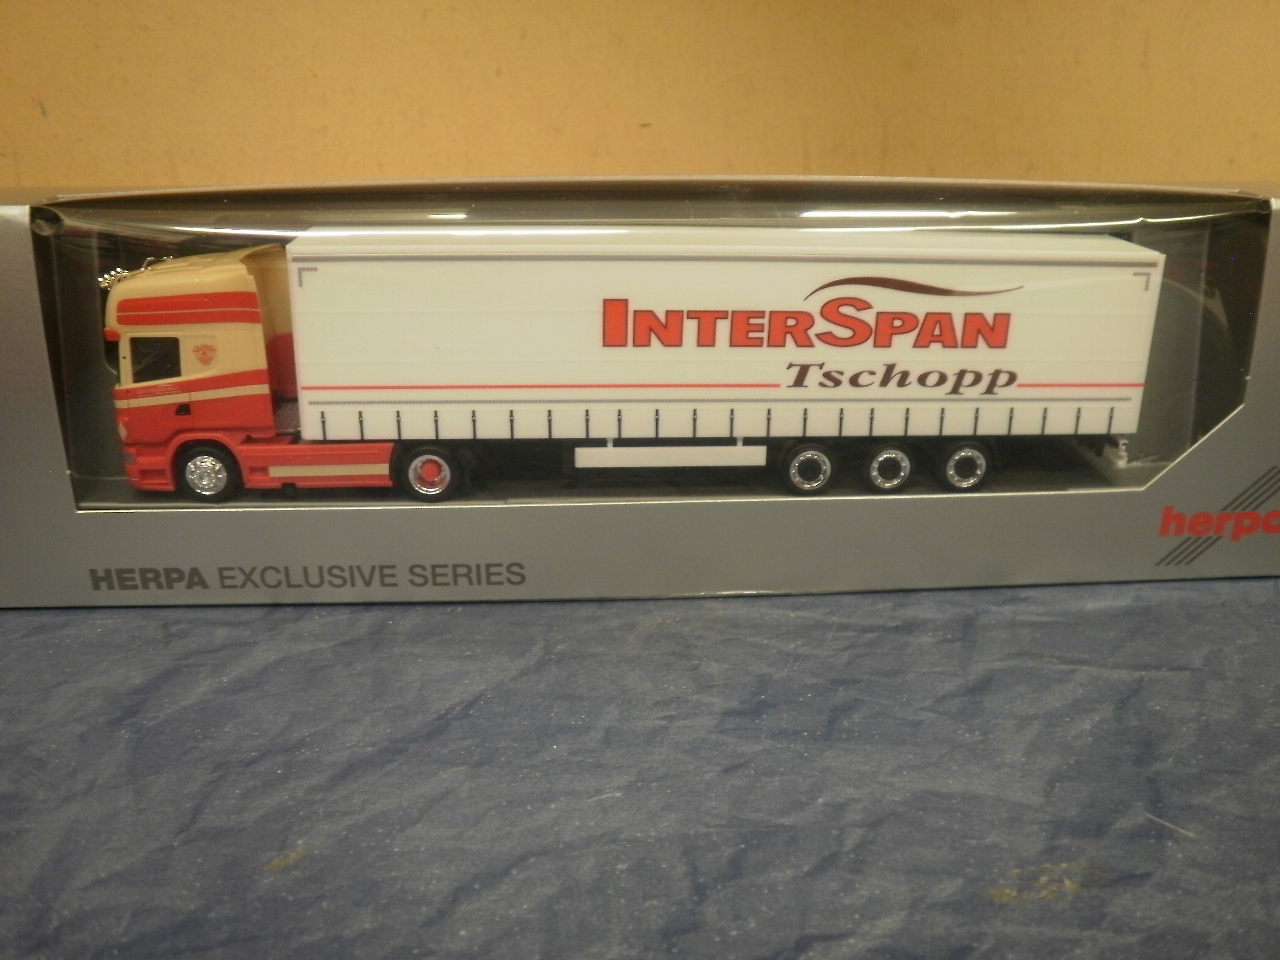 INTERSPAN
Tschopp
herpa
HERPA EXCLUSIVE SERIES